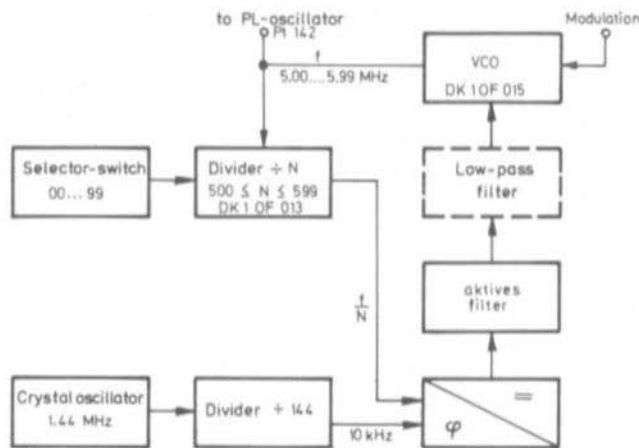 to PL-oscillator
Pt 142
Modulation
f
5.00....5.99 MHz
VCO
DK 1 OF 015
Selector-switch
00... 99
Divider ÷ N
500 ≤ N ≤ 599
DK 1 OF 013
Low-pass
filter
aktives
filter
f/N
Crystal oscillator
1.44 MHz
Divider ÷ 144
10 kHz
φ
=